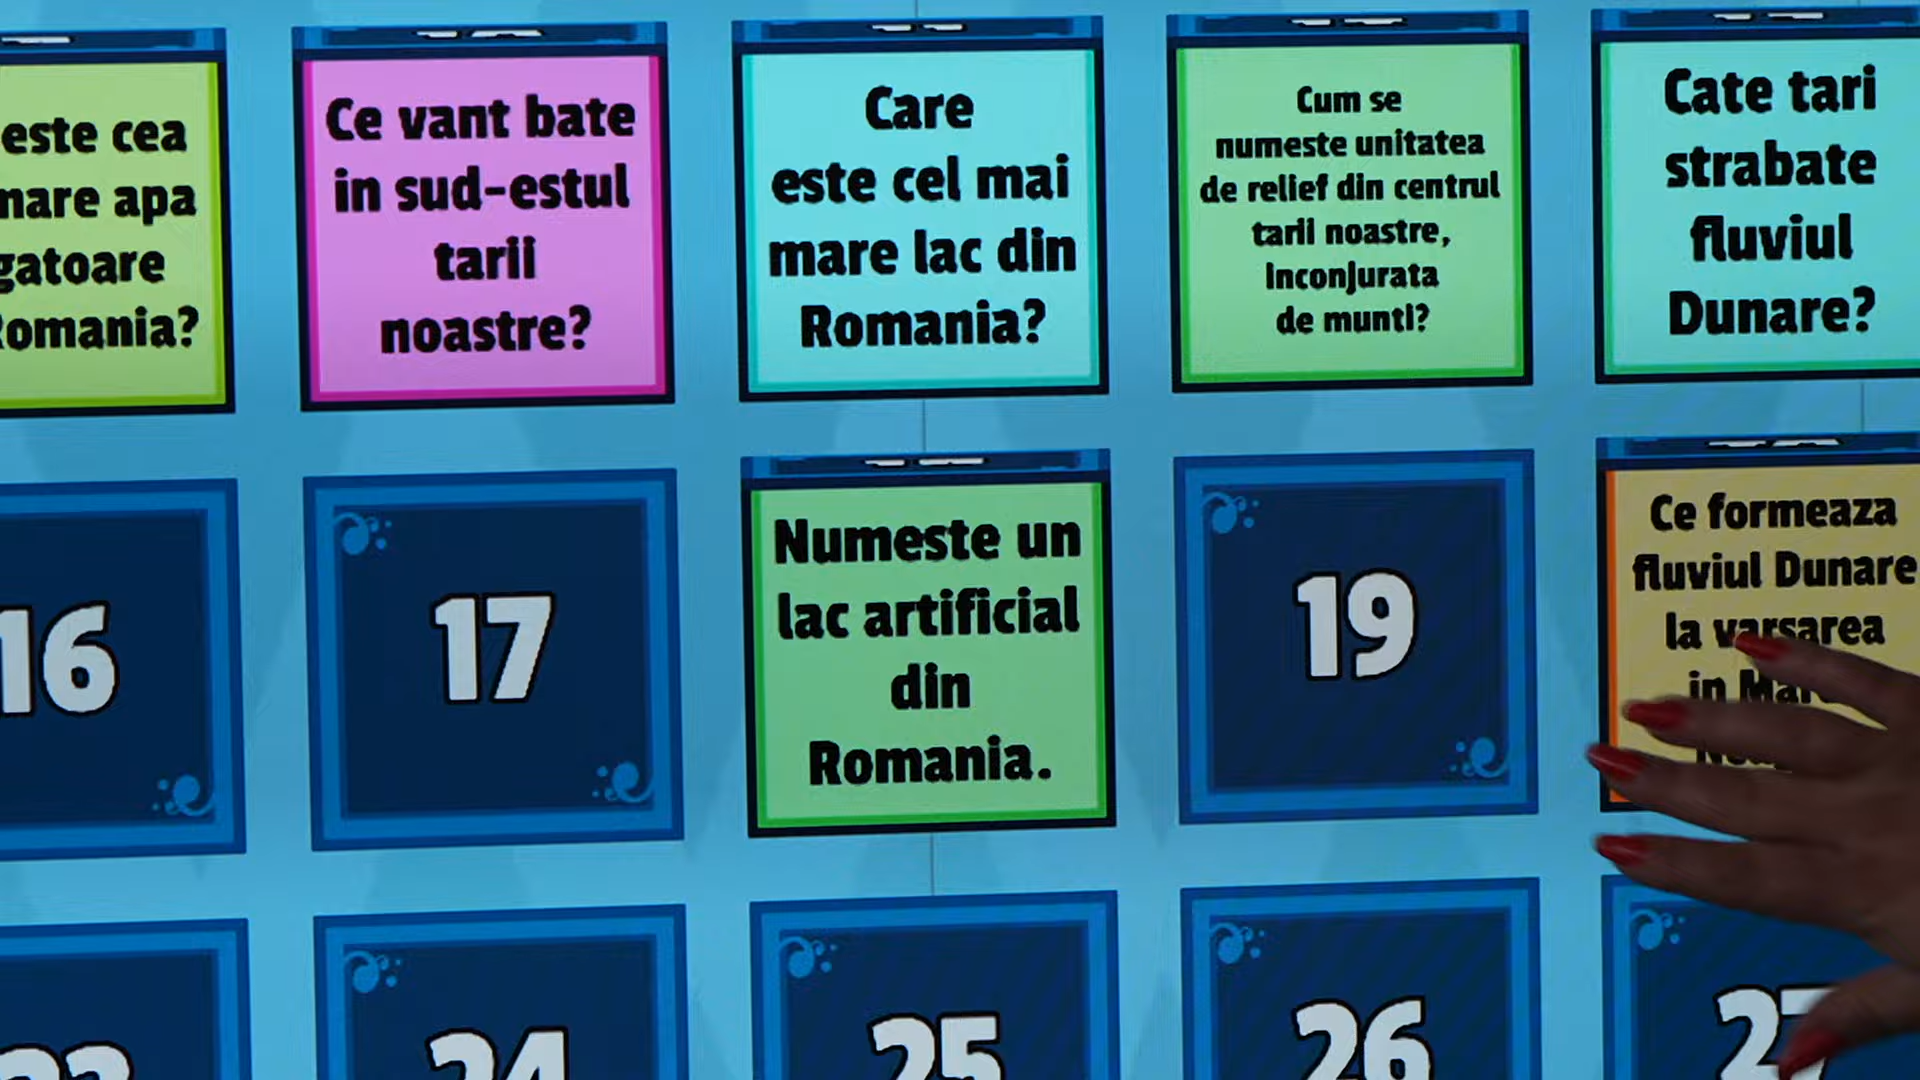 este cea
mare apa
gatoare
Romania?
Ce vant bate
in sud-estul
tarii
noastre?
Care
este cel mai
mare lac din
Romania?
Cum se
numeste unitatea
de relief din centrul
tarii noastre,
inconjurata
de munti?
Cate tari
strabate
fluviul
Dunare?
16
17
Numeste un
lac artificial
din
Romania.
19
Ce formeaza
fluviul Dunare
la varsarea
in
24
25
26
27